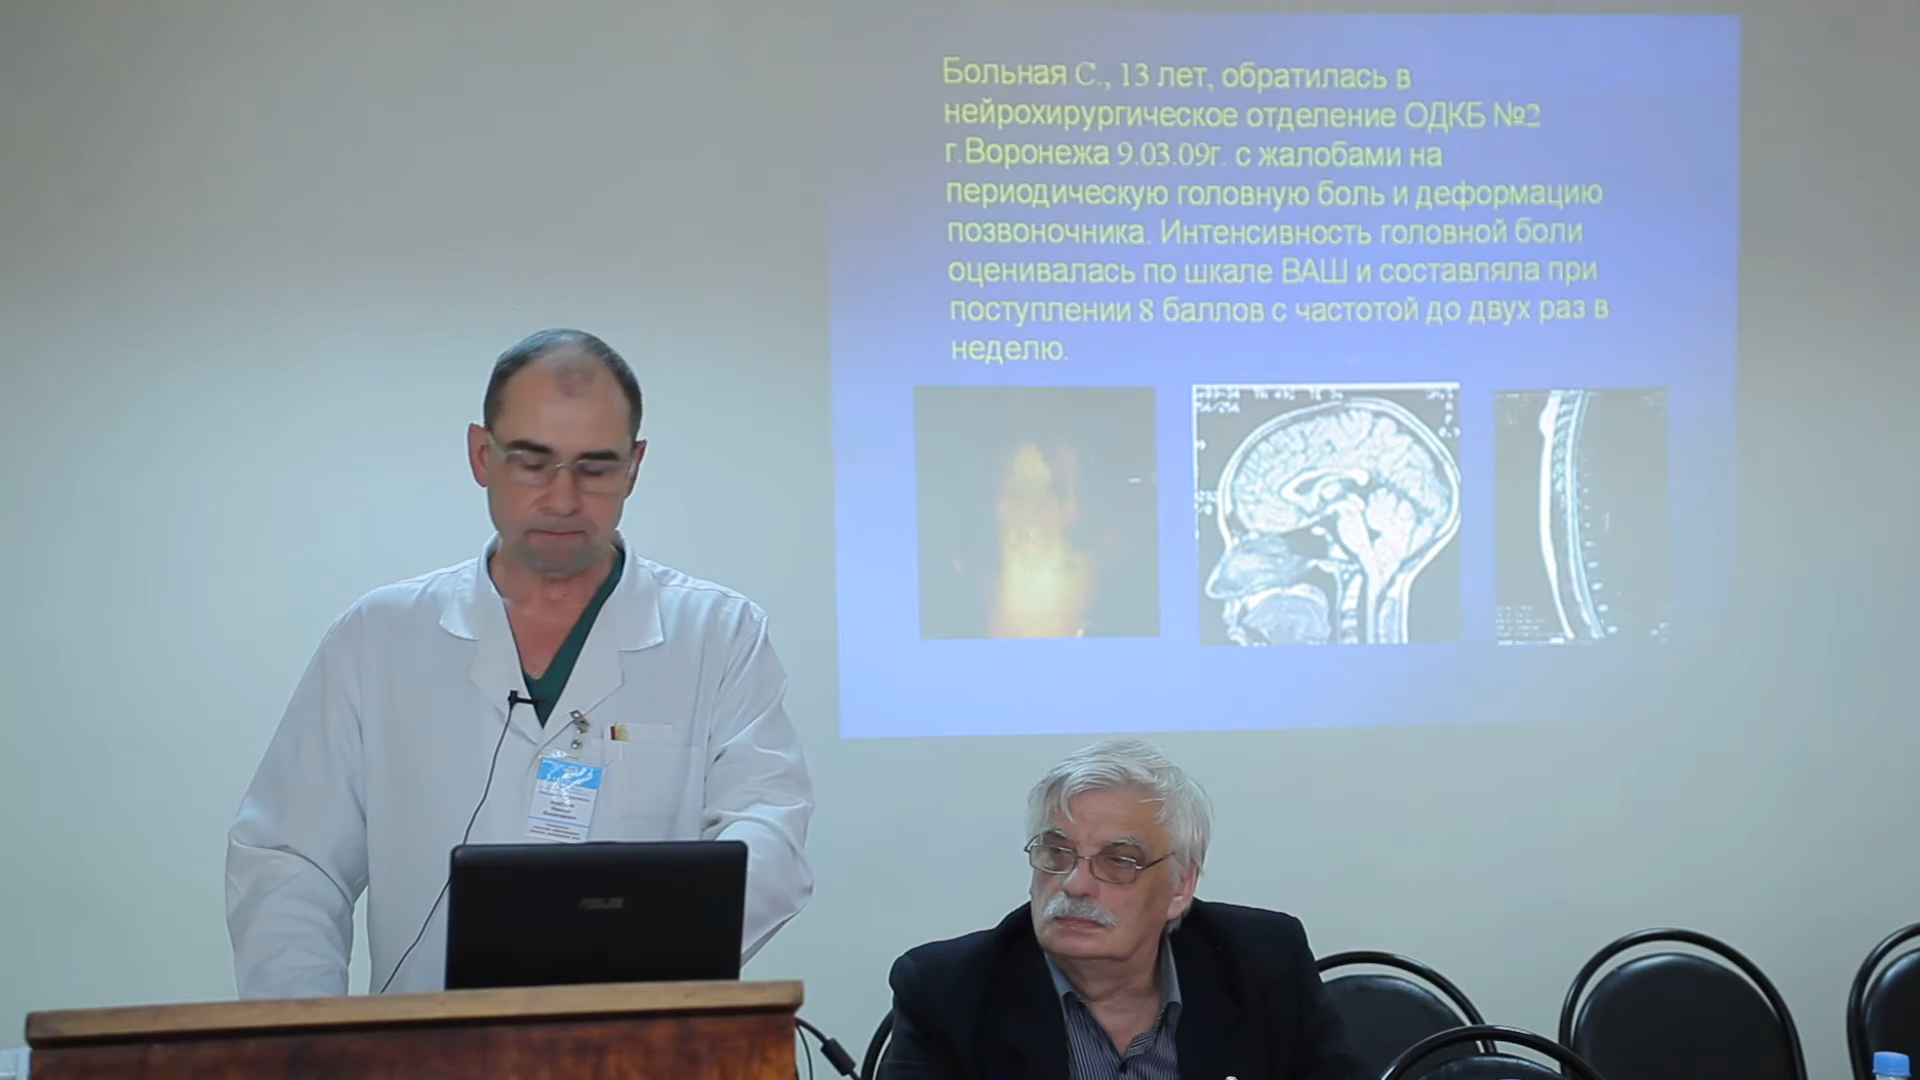 Больная С., 13 лет, обратилась в
нейрохирургическое отделение ОДКБ №2
г.Воронежа 9.03.09г. с жалобами на
периодическую головную боль и деформацию
позвоночника. Интенсивность головной боли
оценивалась по шкале ВАШ и составляла при
поступлении 8 баллов с частотой до двух раз в
неделю.
ASUS